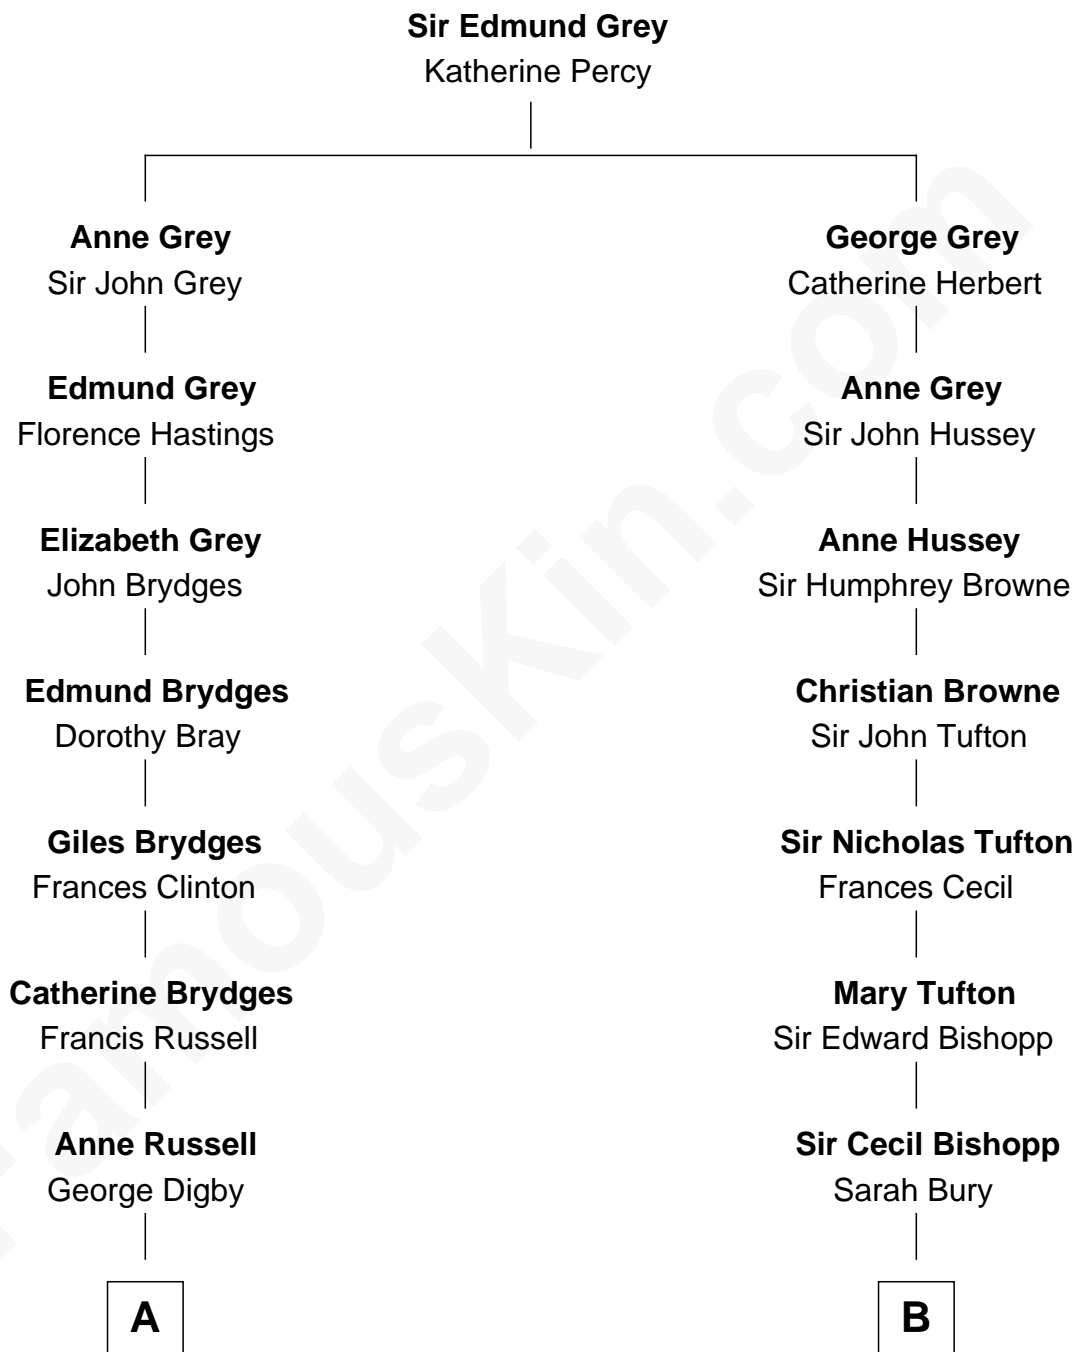 Sir Edmund Grey
Katherine Percy
Anne Grey
Sir John Grey
George Grey
Catherine Herbert
Edmund Grey
Florence Hastings
Anne Grey
Sir John Hussey
Elizabeth Grey
John Brydges
Anne Hussey
Sir Humphrey Browne
Edmund Brydges
Dorothy Bray
Christian Browne
Sir John Tufton
Giles Brydges
Frances Clinton
Sir Nicholas Tufton
Frances Cecil
Catherine Brydges
Francis Russell
Mary Tufton
Sir Edward Bishopp
Anne Russell
George Digby
Sir Cecil Bishopp
Sarah Bury
A
B
FamousKin.com